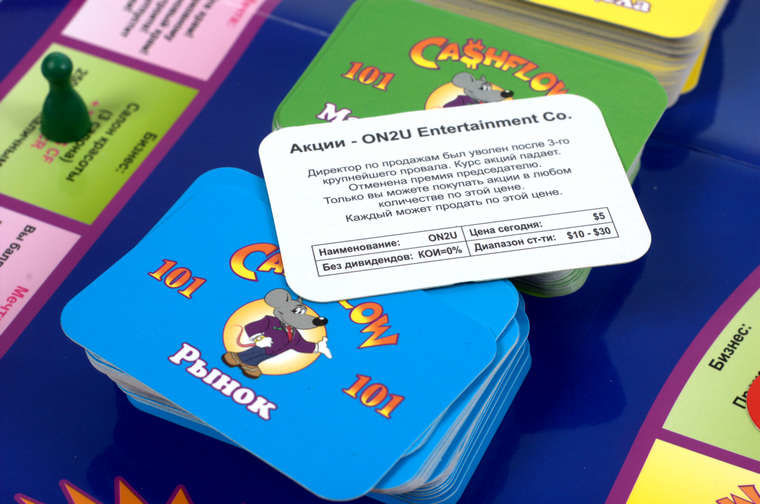 CA$HFLOW
101
Акции - ON2U Entertainment Co.
Директор по продажам был уволен после 3-го
крупнейшего провала. Курс акций падает.
Отменена премия председателю.
Только вы можете покупать акции в любом
количестве по этой цене.
Каждый может продать по этой цене.
Наименование: ON2U Цена сегодня: $5
Без дивидендов: КОИ=0% Диапазон ст-ти: $10 - $30
101
Рынок
101
Бизнес:
Салон красоты
Бизнес: